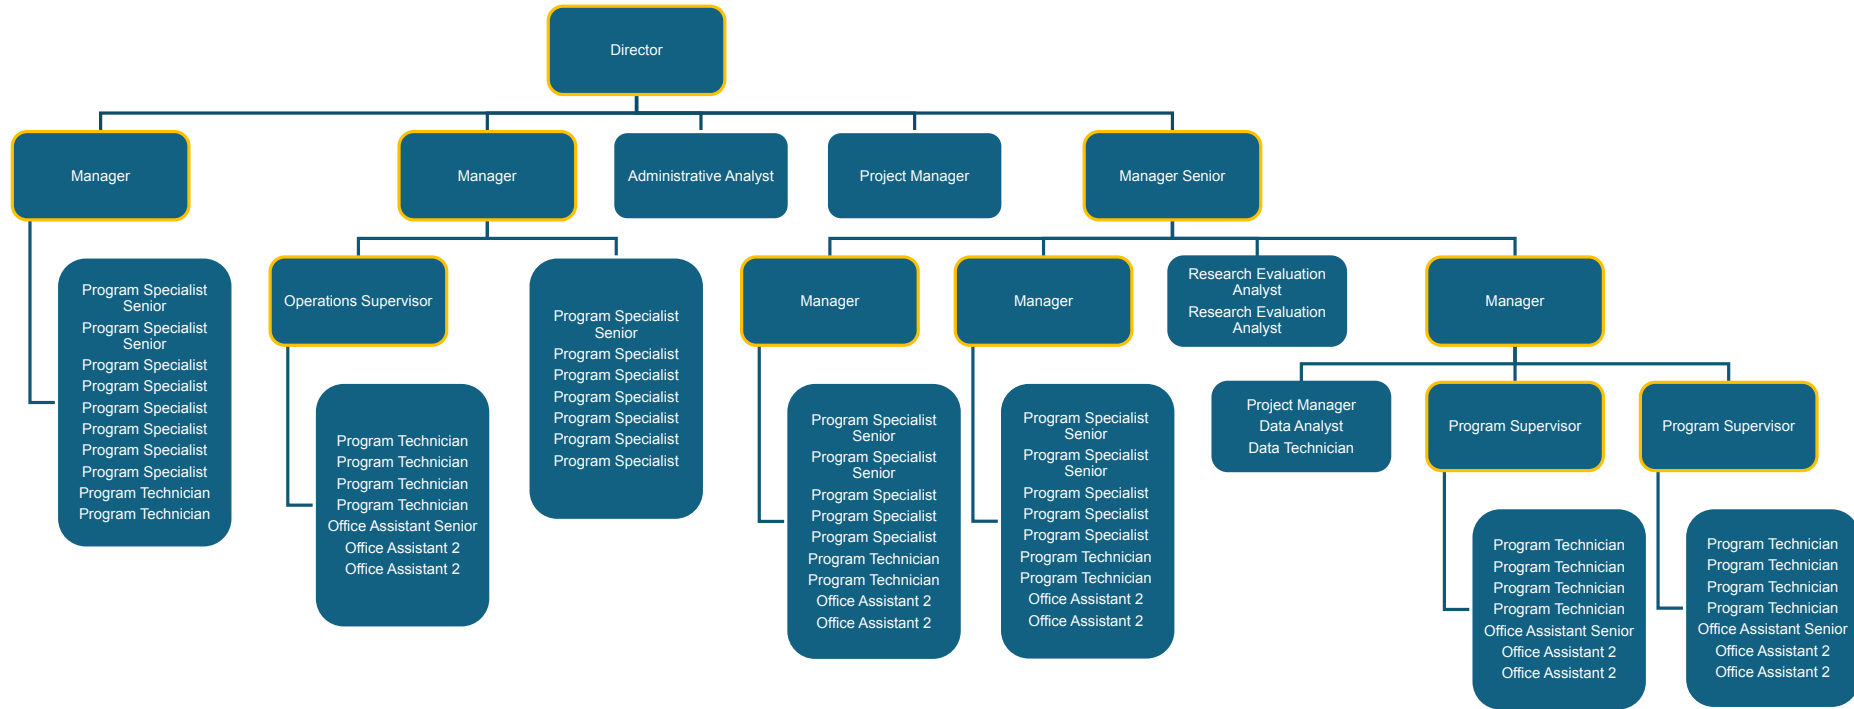 Director
Manager
Manager
Administrative Analyst
Project Manager
Manager Senior
Program Specialist
Senior
Program Specialist
Senior
Program Specialist
Program Specialist
Program Specialist
Program Specialist
Program Specialist
Program Specialist
Program Technician
Program Technician
Operations Supervisor
Program Technician
Program Technician
Program Technician
Program Technician
Office Assistant Senior
Office Assistant 2
Office Assistant 2
Program Specialist
Senior
Program Specialist
Program Specialist
Program Specialist
Program Specialist
Program Specialist
Program Specialist
Manager
Program Specialist
Senior
Program Specialist
Senior
Program Specialist
Program Specialist
Program Specialist
Program Technician
Program Technician
Office Assistant 2
Office Assistant 2
Manager
Program Specialist
Senior
Program Specialist
Senior
Program Specialist
Program Specialist
Program Specialist
Program Technician
Program Technician
Office Assistant 2
Office Assistant 2
Research Evaluation
Analyst
Research Evaluation
Analyst
Manager
Project Manager
Data Analyst
Data Technician
Program Supervisor
Program Technician
Program Technician
Program Technician
Program Technician
Office Assistant Senior
Office Assistant 2
Office Assistant 2
Program Supervisor
Program Technician
Program Technician
Program Technician
Program Technician
Office Assistant Senior
Office Assistant 2
Office Assistant 2